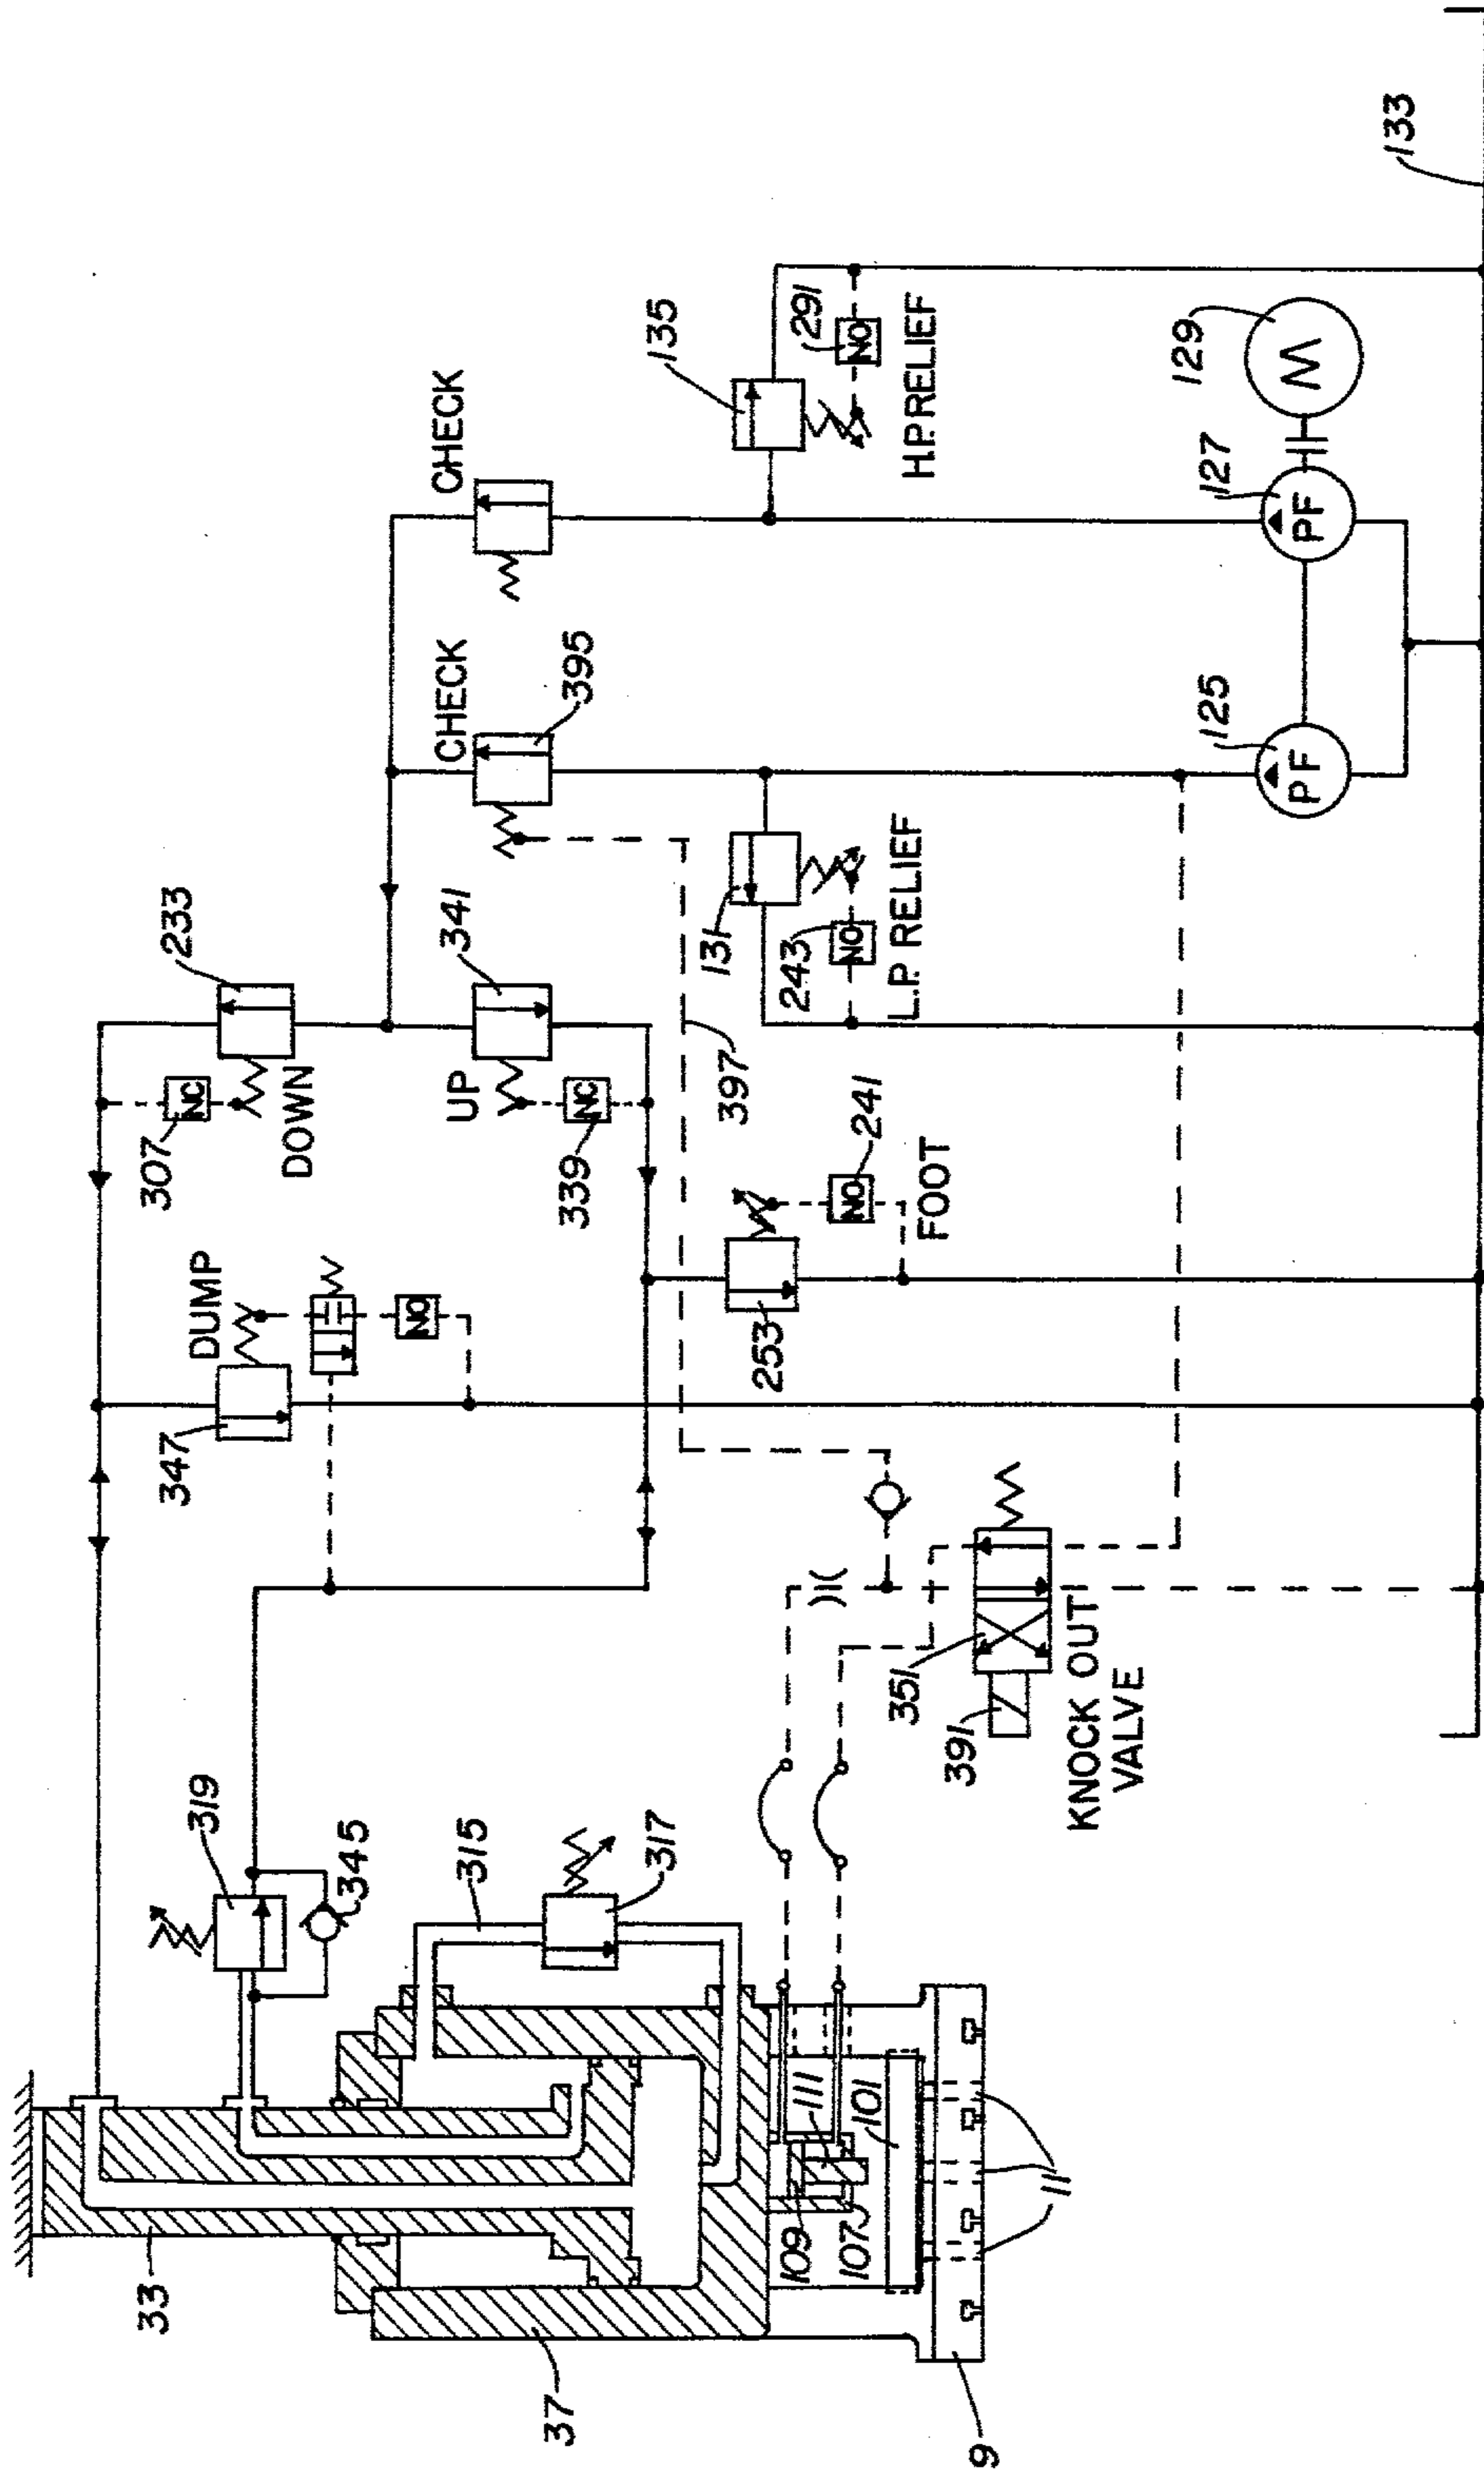 133
135
291
NO
H.P. RELIEF
CHECK
129
M
127
PF
CHECK
395
125
PF
233
341
131
243
NO
L.P. RELIEF
307
NC
DOWN
UP
339
NC
397
241
NO
FOOT
253
DUMP
347
NO
351
391
KNOCK OUT
VALVE
319
345
315
317
33
37
109
111
107
101
11
9